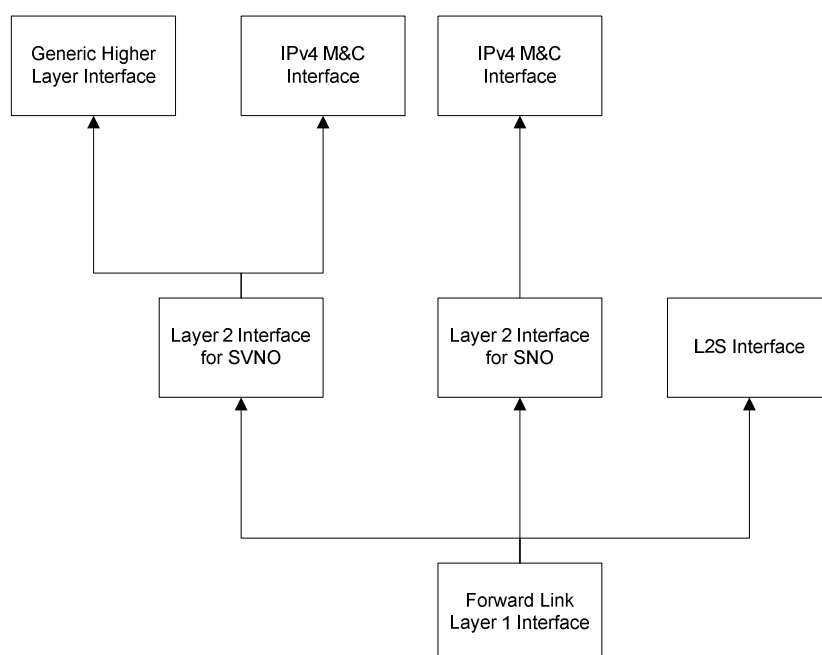 Generic Higher
Layer Interface
IPv4 M&C
Interface
IPv4 M&C
Interface
Layer 2 Interface
for SVNO
Layer 2 Interface
for SNO
L2S Interface
Forward Link
Layer 1 Interface